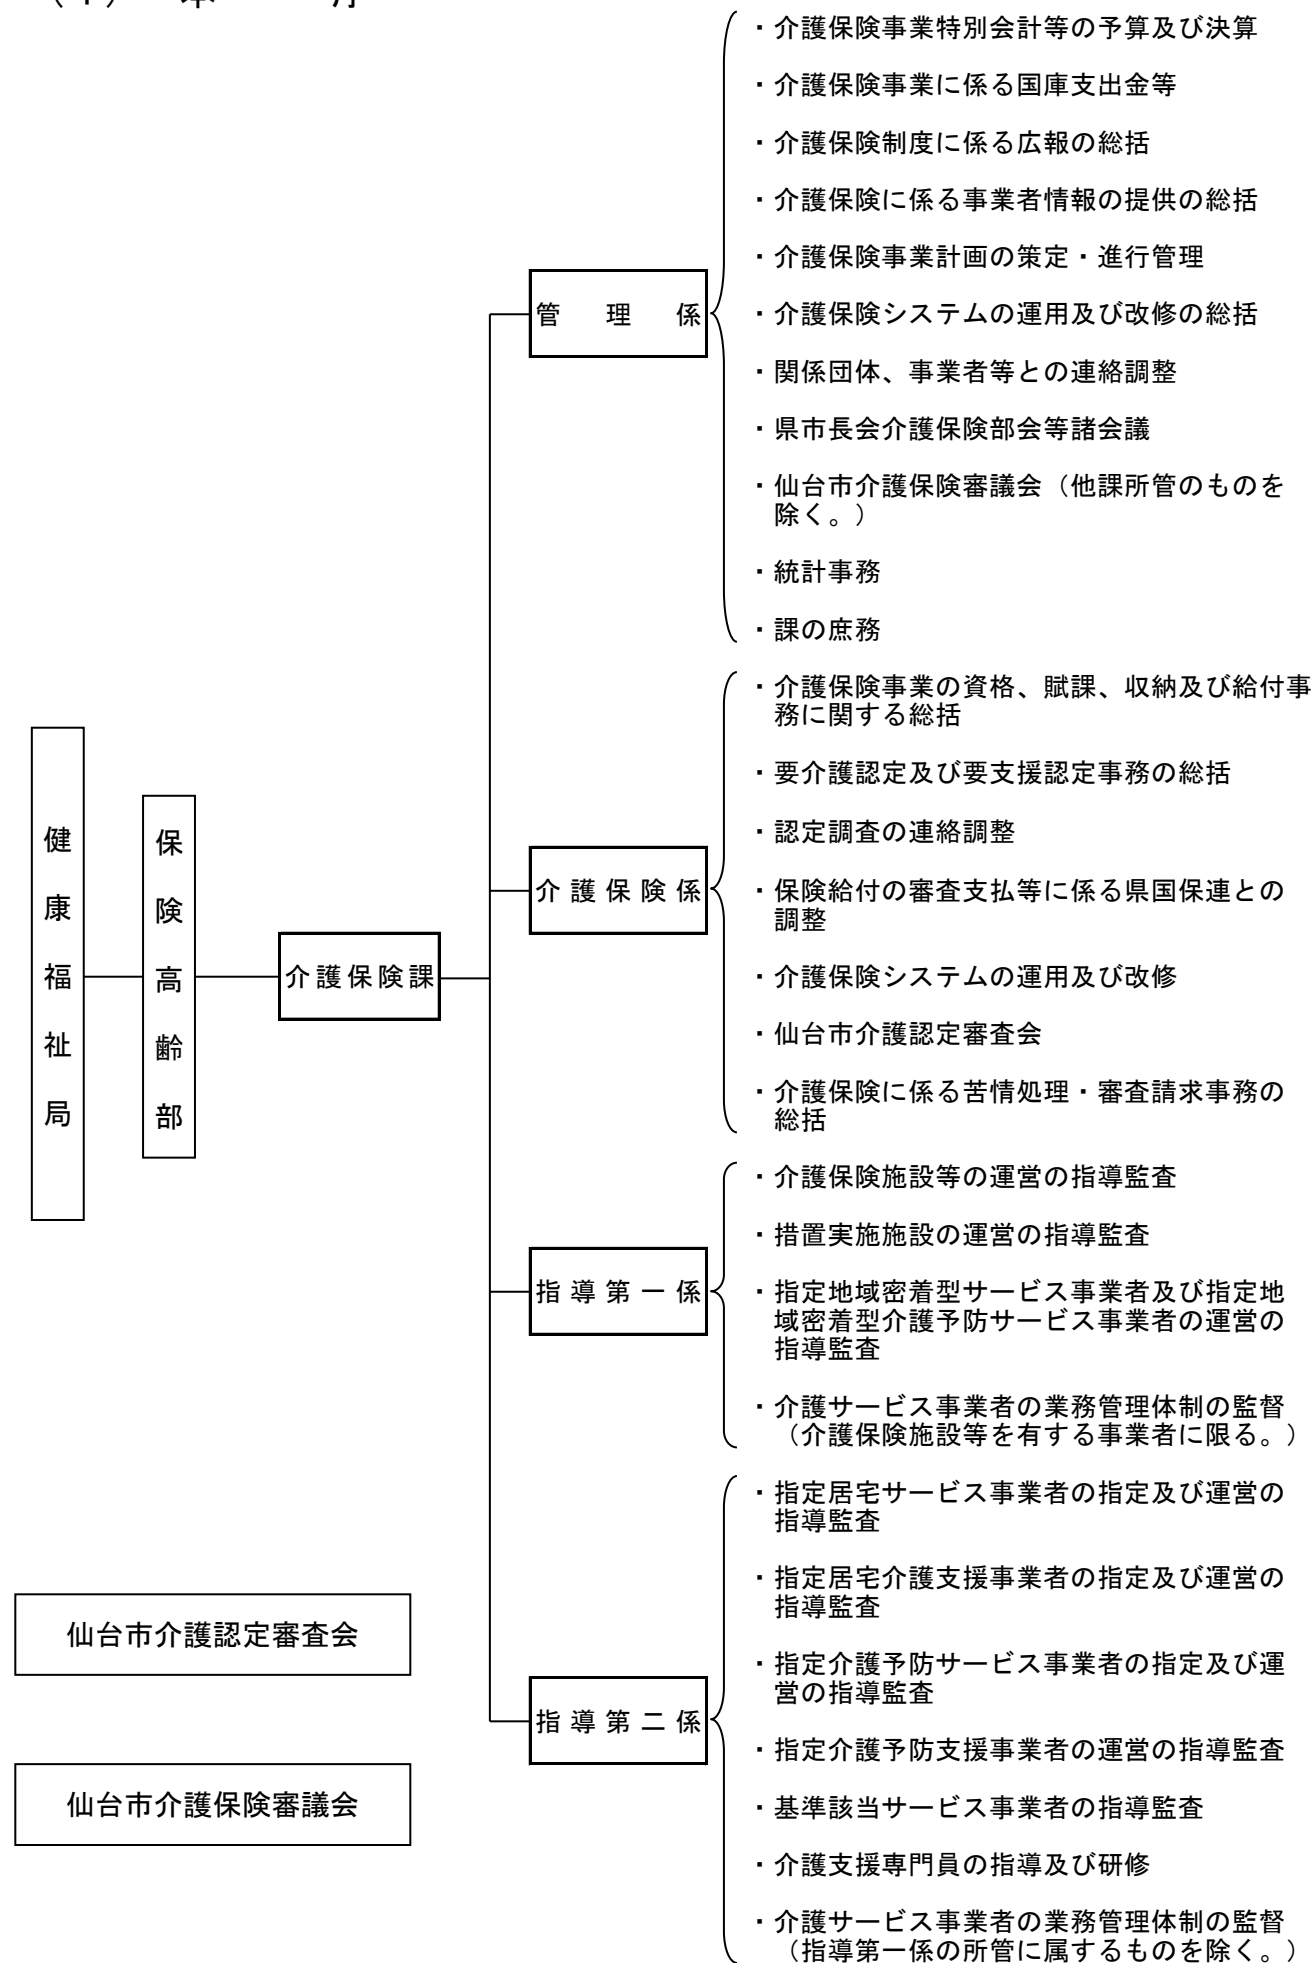 ・介護保険事業特別会計等の予算及び決算
・介護保険事業に係る国庫支出金等
・介護保険制度に係る広報の総括
・介護保険に係る事業者情報の提供の総括
・介護保険事業計画の策定・進行管理
管理係
・介護保険システムの運用及び改修の総括
・関係団体、事業者等との連絡調整
・県市長会介護保険部会等諸会議
・仙台市介護保険審議会（他課所管のものを
除く。）
・統計事務
・課の庶務
健康福祉局
保険高齢部
介護保険課
・介護保険事業の資格、賦課、収納及び給付事
務に関する総括
・要介護認定及び要支援認定事務の総括
・認定調査の連絡調整
介護保険係
・保険給付の審査支払等に係る県国保連との
調整
・介護保険システムの運用及び改修
・仙台市介護認定審査会
・介護保険に係る苦情処理・審査請求事務の
総括
・介護保険施設等の運営の指導監査
・措置実施施設の運営の指導監査
指導第一係
・指定地域密着型サービス事業者及び指定地
域密着型介護予防サービス事業者の運営の
指導監査
・介護サービス事業者の業務管理体制の監督
（介護保険施設等を有する事業者に限る。）
・指定居宅サービス事業者の指定及び運営の
指導監査
・指定居宅介護支援事業者の指定及び運営の
指導監査
・指定介護予防サービス事業者の指定及び運
営の指導監査
指導第二係
・指定介護予防支援事業者の運営の指導監査
・基準該当サービス事業者の指導監査
・介護支援専門員の指導及び研修
・介護サービス事業者の業務管理体制の監督
（指導第一係の所管に属するものを除く。）
仙台市介護認定審査会
仙台市介護保険審議会